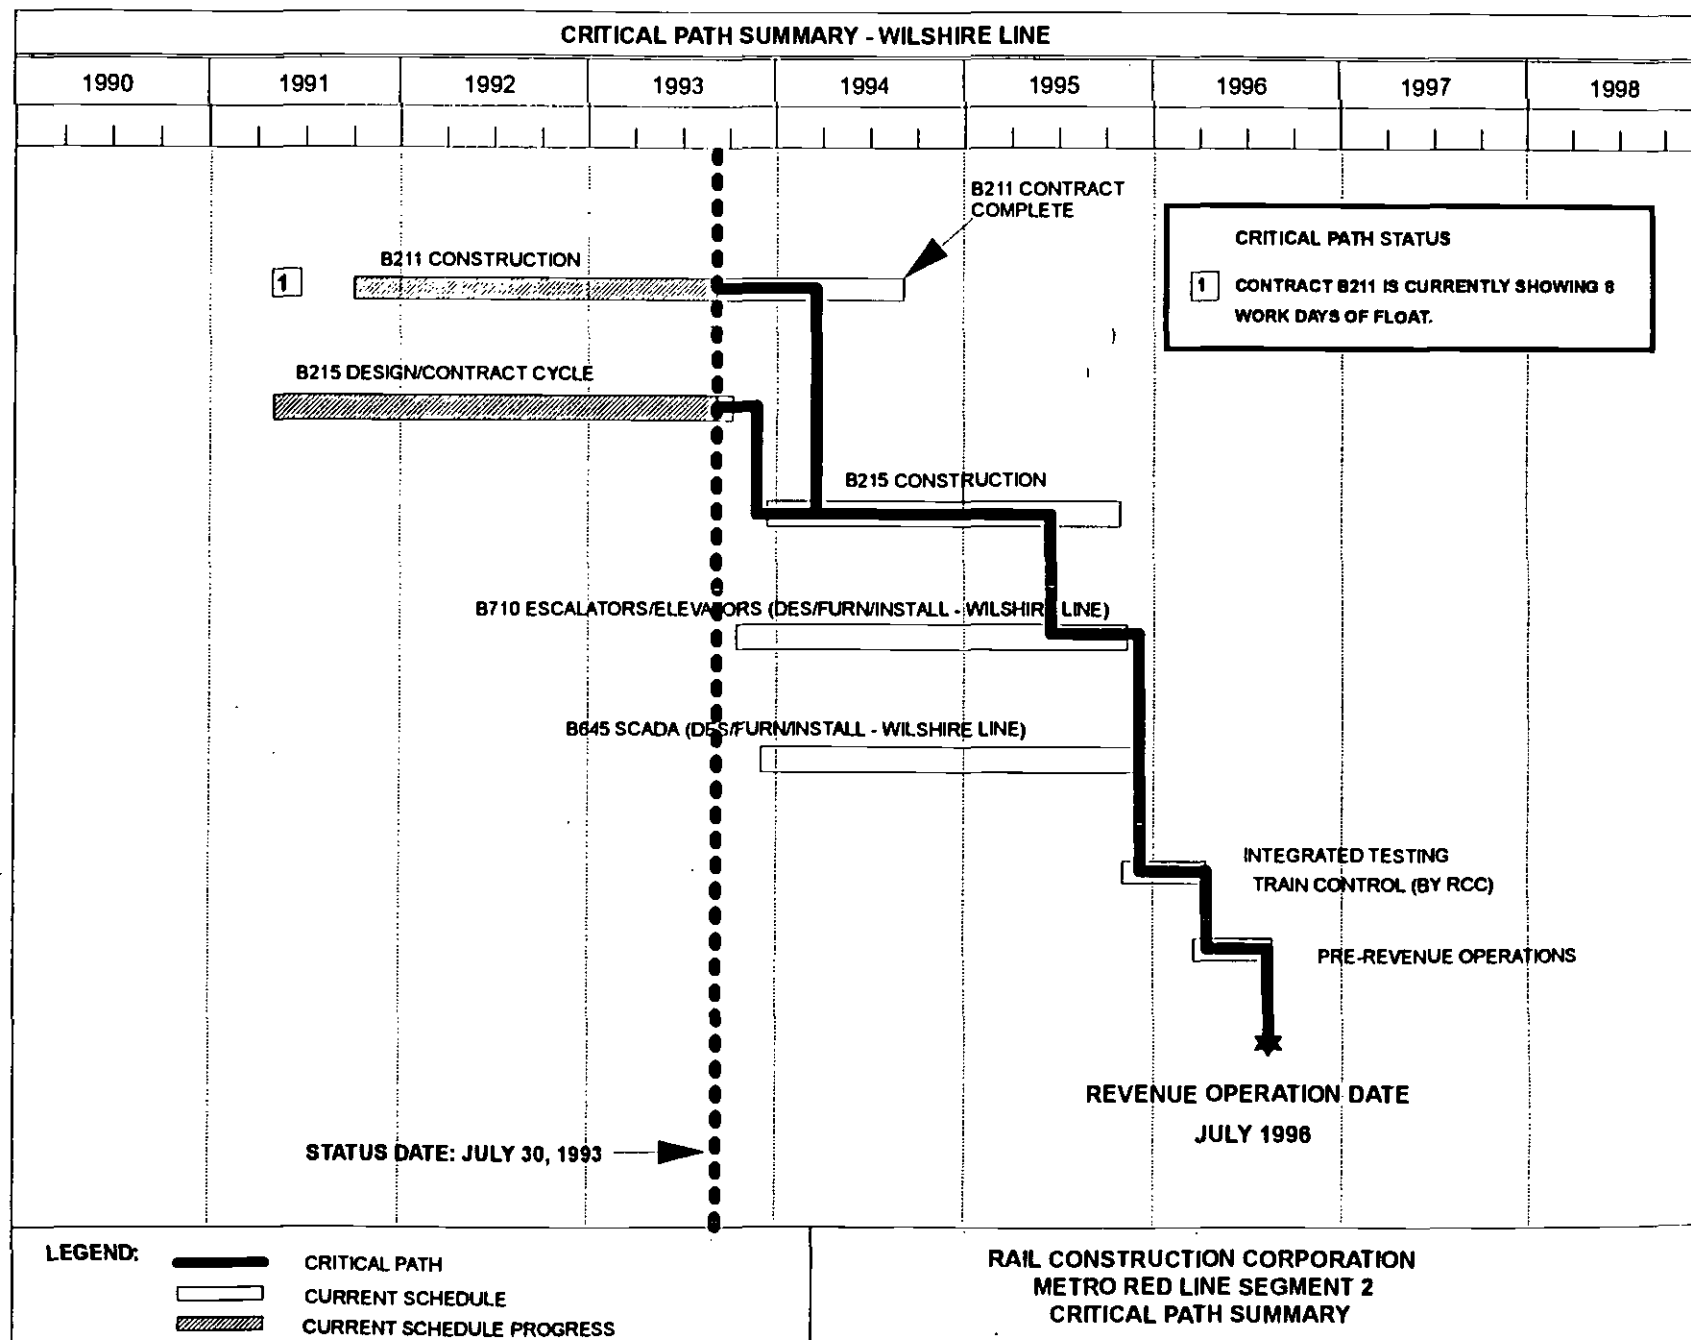 CRITICAL PATH SUMMARY - WILSHIRE LINE
1990 1991 1992 1993 1994 1995 1996 1997 1998
B211 CONTRACT
COMPLETE
CRITICAL PATH STATUS
1 CONTRACT B211 IS CURRENTLY SHOWING 8
WORK DAYS OF FLOAT.
B211 CONSTRUCTION
1
B215 DESIGN/CONTRACT CYCLE
B215 CONSTRUCTION
B710 ESCALATORS/ELEVATORS (DES/FURN/INSTALL - WILSHIRE LINE)
B645 SCADA (DES/FURN/INSTALL - WILSHIRE LINE)
INTEGRATED TESTING
TRAIN CONTROL (BY RCC)
PRE-REVENUE OPERATIONS
REVENUE OPERATION DATE
JULY 1996
STATUS DATE: JULY 30, 1993
LEGEND:
CRITICAL PATH
CURRENT SCHEDULE
CURRENT SCHEDULE PROGRESS
RAIL CONSTRUCTION CORPORATION
METRO RED LINE SEGMENT 2
CRITICAL PATH SUMMARY